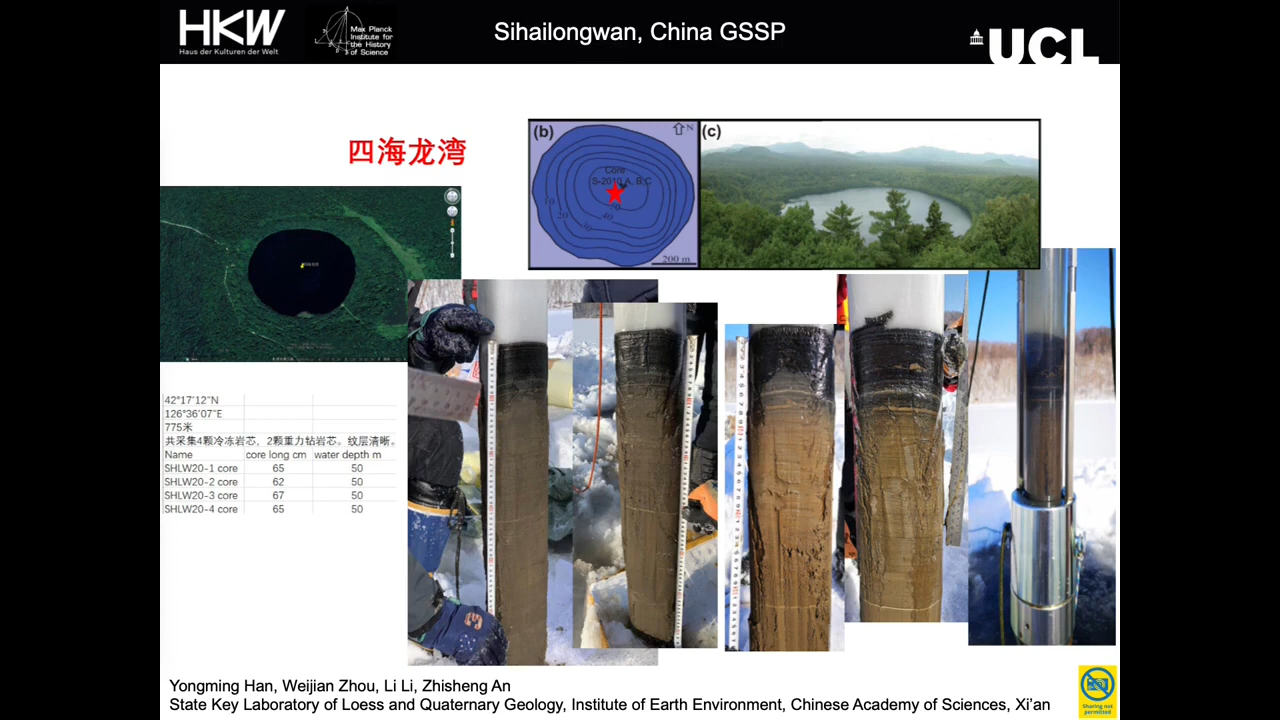 HKW
Haus der Kulturen der Welt
Max Planck
Institute for
the History
of Science
Sihailongwan, China GSSP
UCL
四海龙湾
(b)
N
Core
S-2010 A, B, C
10
20
30
40
50
200 m
(c)
42°17'12"N
126°36'07"E
775米
共采集4颗冷冻岩芯、2颗重力钻岩芯。纹层清晰。
Name core long cm water depth m
SHLW20-1 core 65 50
SHLW20-2 core 62 50
SHLW20-3 core 67 50
SHLW20-4 core 65 50
Yongming Han, Weijian Zhou, Li Li, Zhisheng An
State Key Laboratory of Loess and Quaternary Geology, Institute of Earth Environment, Chinese Academy of Sciences, Xi'an
Sharing not
permitted